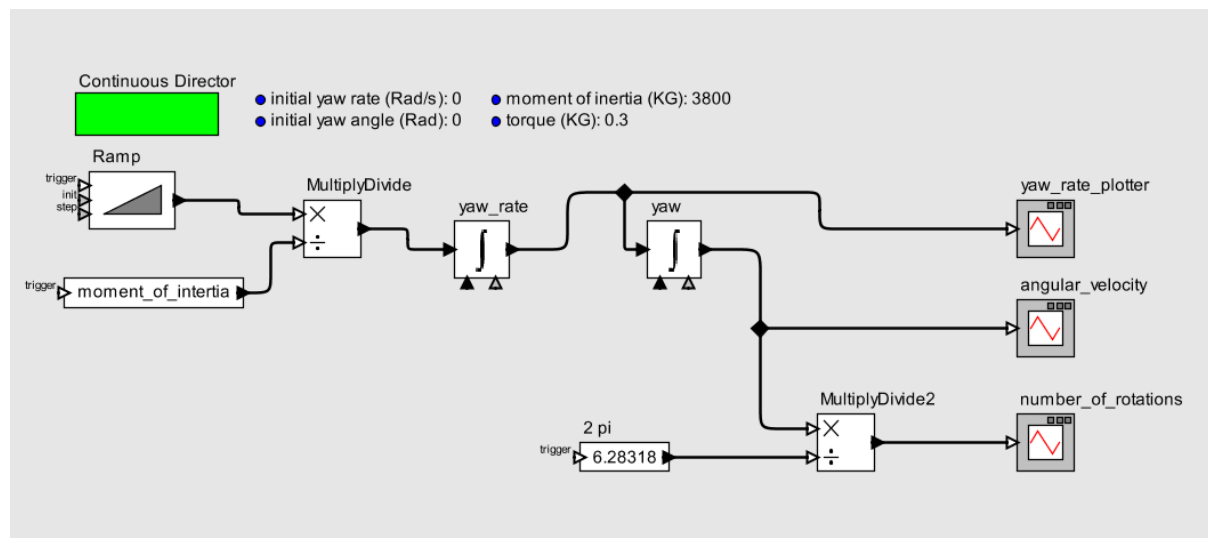 Continuous Director
initial yaw rate (Rad/s): 0
moment of inertia (KG): 3800
initial yaw angle (Rad): 0
torque (KG): 0.3
Ramp
trigger
init
step
MultiplyDivide
×
÷
yaw_rate
∫
yaw
∫
yaw_rate_plotter
trigger
moment_of_intertia
angular_velocity
MultiplyDivide2
×
÷
number_of_rotations
2 pi
trigger
6.28318